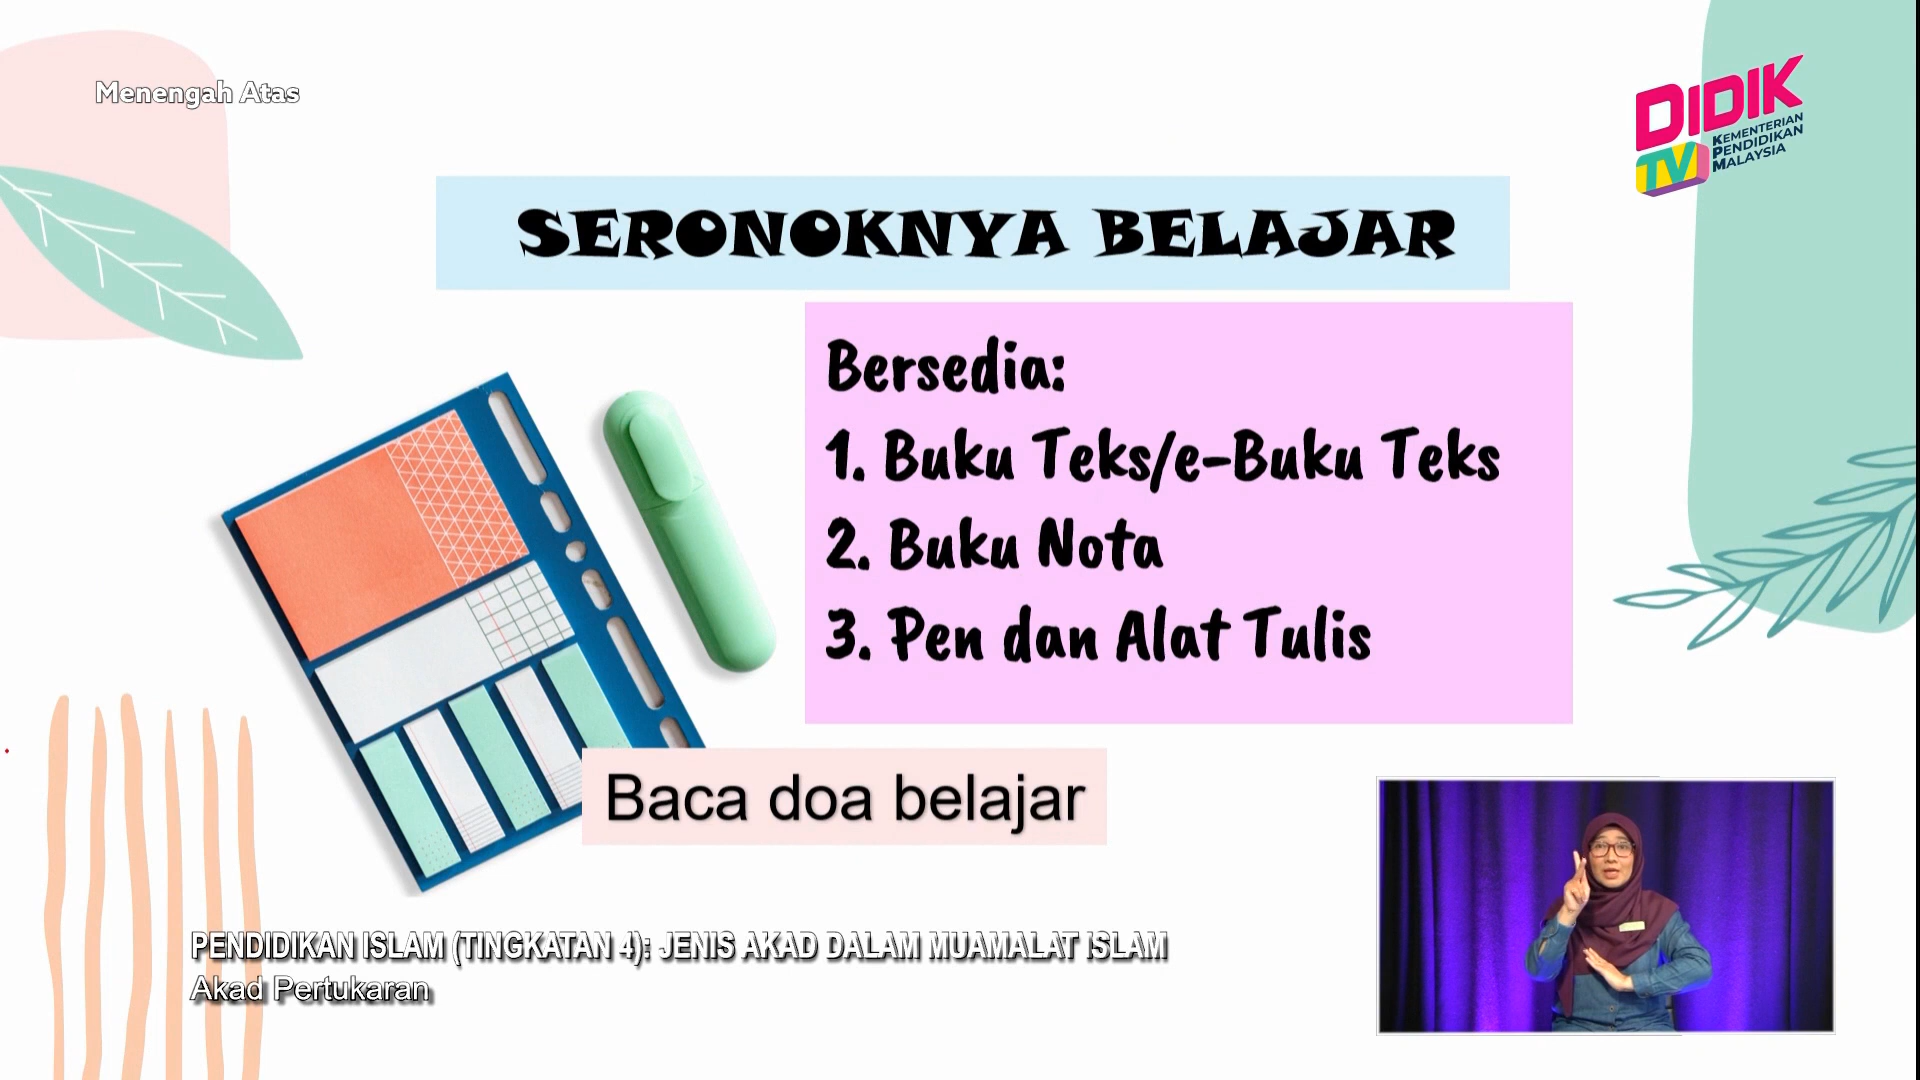 Menengah Atas
DIDIK
TV
KEMENTERIAN
PENDIDIKAN
MALAYSIA
SERONOKNYA BELAJAR
Bersedia:
1. Buku Teks/e-Buku Teks
2. Buku Nota
3. Pen dan Alat Tulis
Baca doa belajar
PENDIDIKAN ISLAM (TINGKATAN 4): JENIS AKAD DALAM MUAMALAT ISLAM
Akad Pertukaran